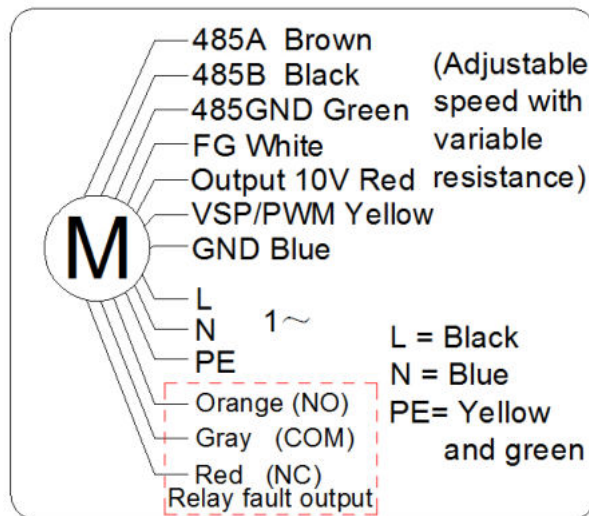 485A Brown
485B Black
485GND Green
FG White
Output 10V Red
VSP/PWM Yellow
GND Blue
(Adjustable
speed with
variable
resistance)
M
L
N
PE
1~
L = Black
N = Blue
PE= Yellow
and green
Orange (NO)
Gray (COM)
Red (NC)
Relay fault output